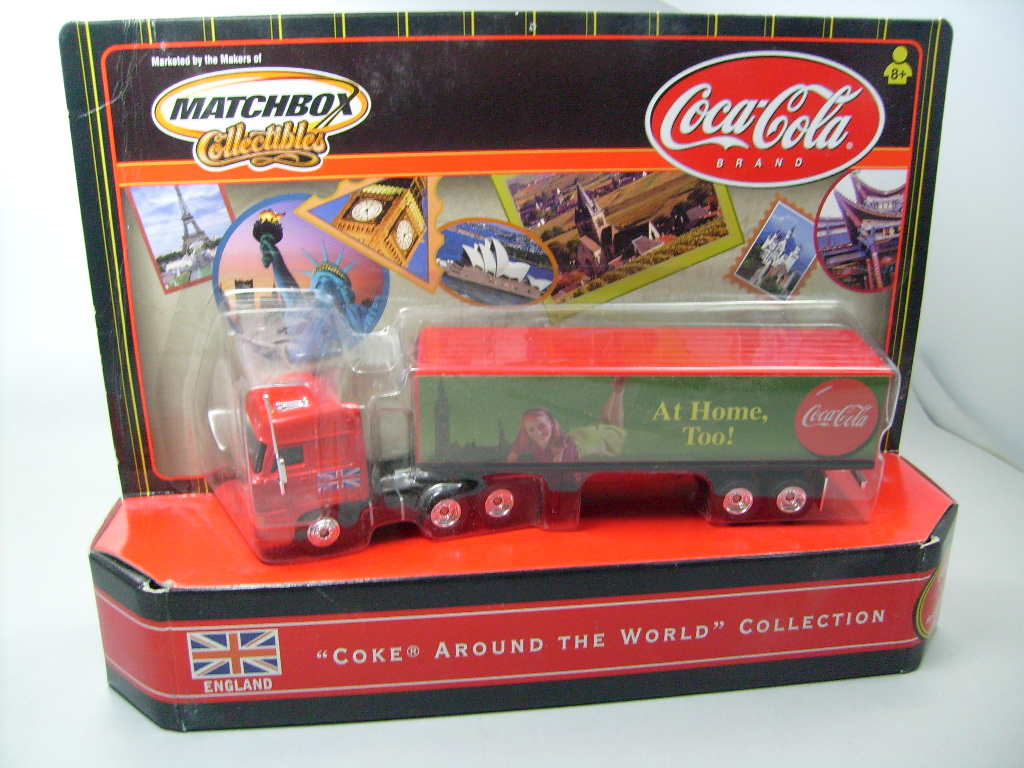 Marketed by the Makers of
MATCHBOX
Collectibles
Coca-Cola®
BRAND
8+
At Home,
Too!
Coca-Cola
ENGLAND
"COKE® AROUND THE WORLD" COLLECTION